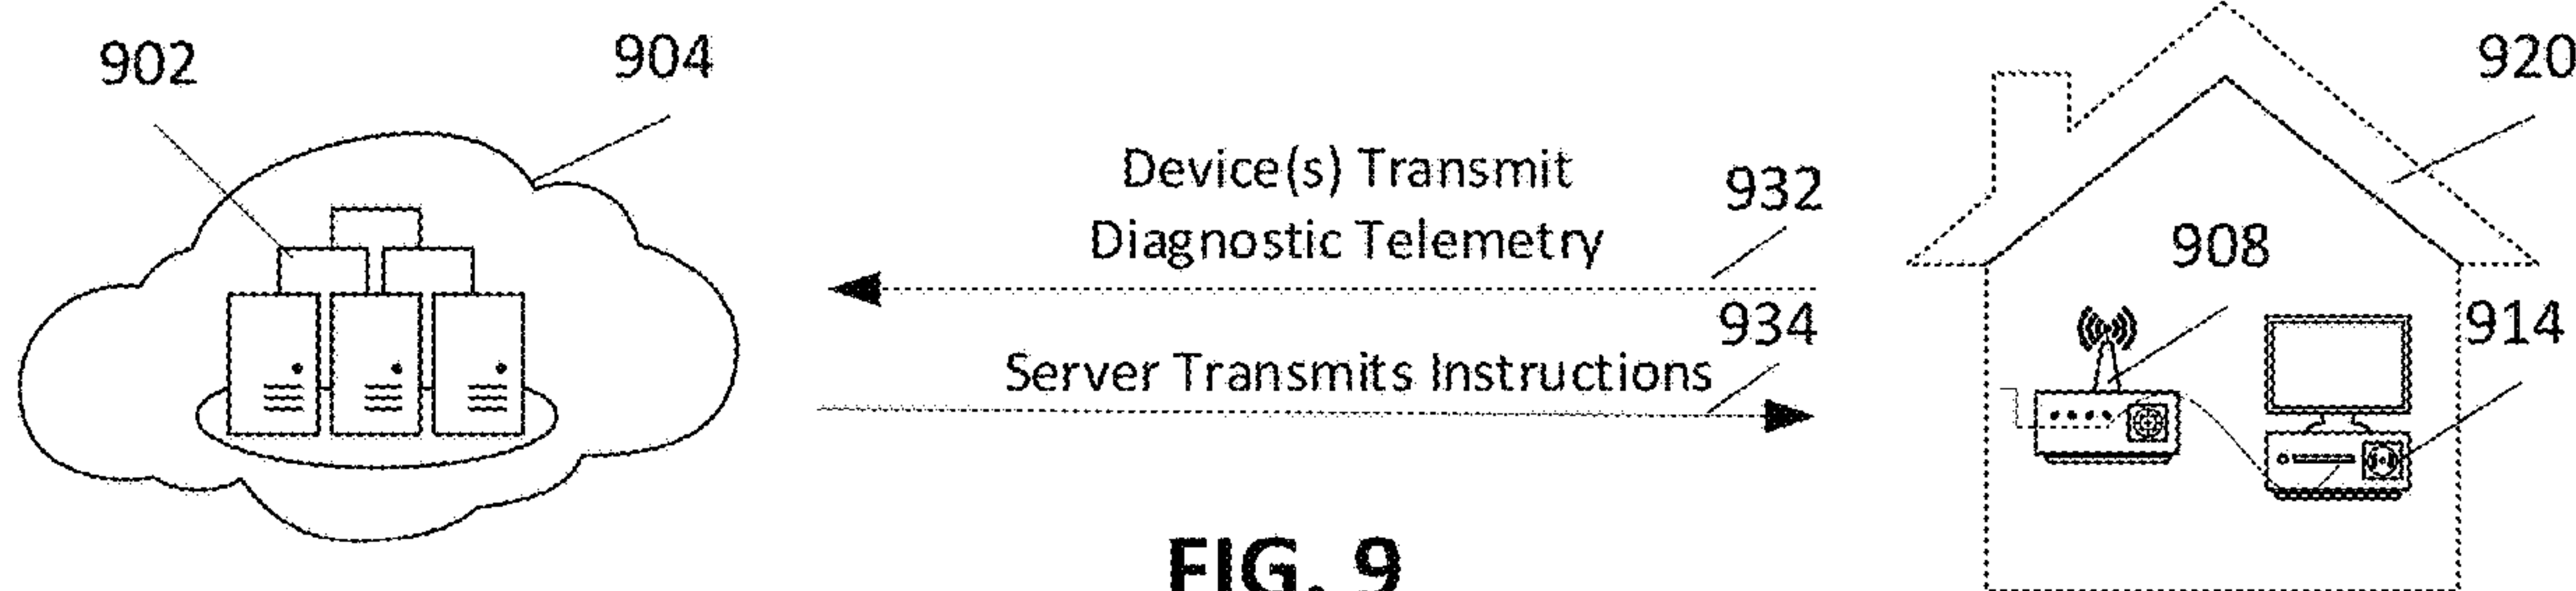 902
904
920
Device(s) Transmit
Diagnostic Telemetry
932
908
934
914
Server Transmits Instructions
FIG. 9